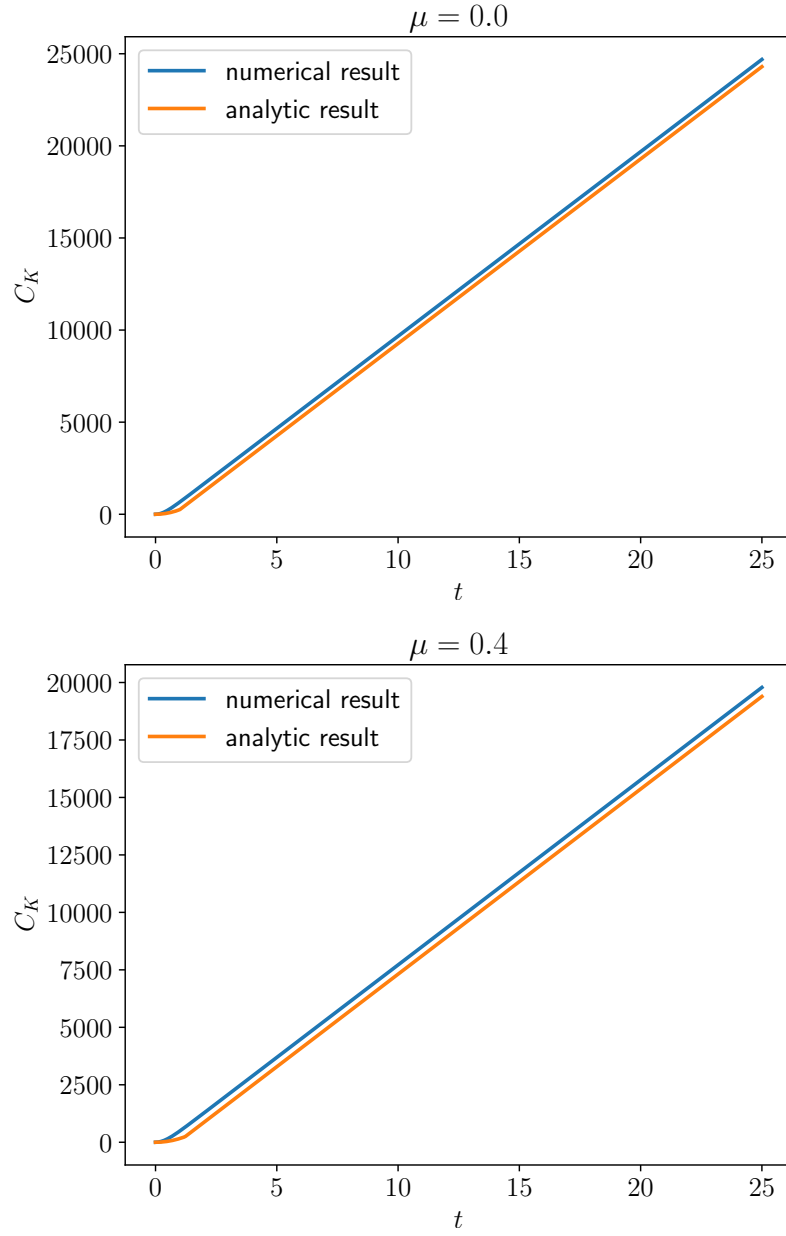 μ = 0.0
25000
20000
15000
10000
5000
0
C_K
numerical result
analytic result
0 5 10 15 20 25
t
μ = 0.4
20000
17500
15000
12500
10000
7500
5000
2500
0
C_K
numerical result
analytic result
0 5 10 15 20 25
t